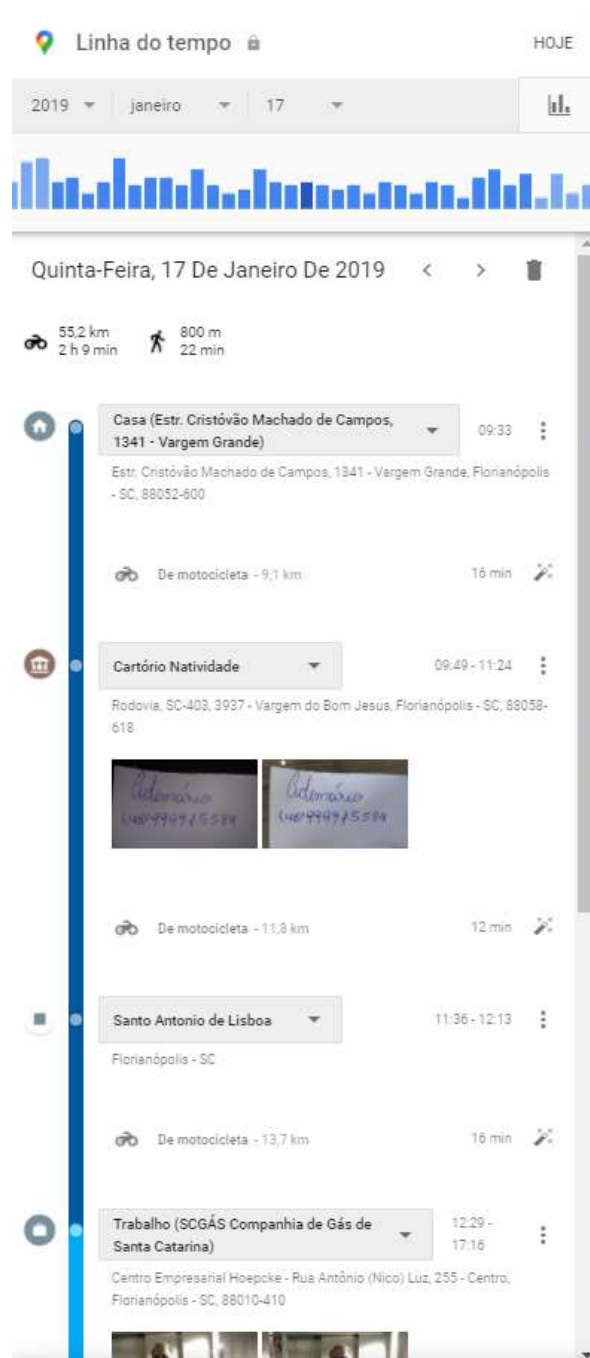 Linha do tempo
HOJE
2019
janeiro
17
Quinta-Feira, 17 De Janeiro De 2019
55,2 km
2 h 9 min
800 m
22 min
Casa (Estr. Cristóvão Machado de Campos,
1341 - Vargem Grande)
09:33
Estr. Cristóvão Machado de Campos, 1341 - Vargem Grande, Florianópolis
- SC, 88052-600
De motocicleta - 9,1 km
16 min
Cartório Natividade
09:49 - 11:24
Rodovia, SC-403, 3937 - Vargem do Bom Jesus, Florianópolis - SC, 88058-
618
Ademário
Ademário
De motocicleta - 11,8 km
12 min
Santo Antonio de Lisboa
11:36 - 12:13
Florianópolis - SC
De motocicleta - 13,7 km
16 min
Trabalho (SCGÁS Companhia de Gás de
Santa Catarina)
12:29 -
17:16
Centro Empresarial Hoepcke - Rua Antônio (Nico) Luz, 255 - Centro,
Florianópolis - SC, 88010-410